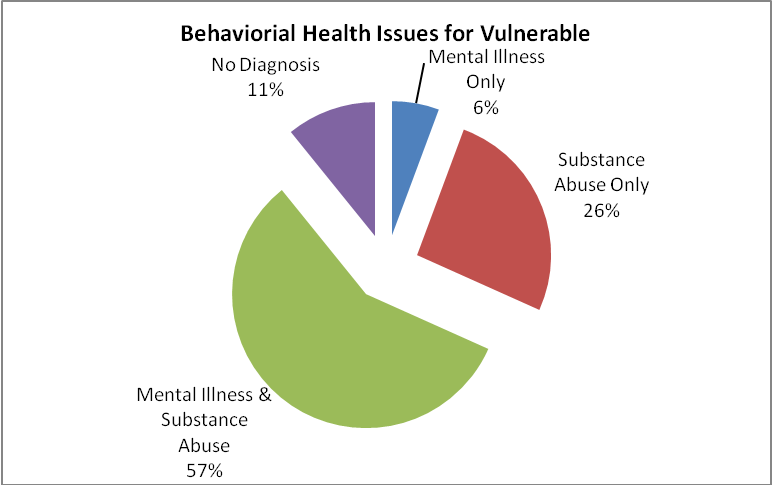 Behaviorial Health Issues for Vulnerable
No Diagnosis
11%
Mental Illness
Only
6%
Substance
Abuse Only
26%
Mental Illness &
Substance
Abuse
57%